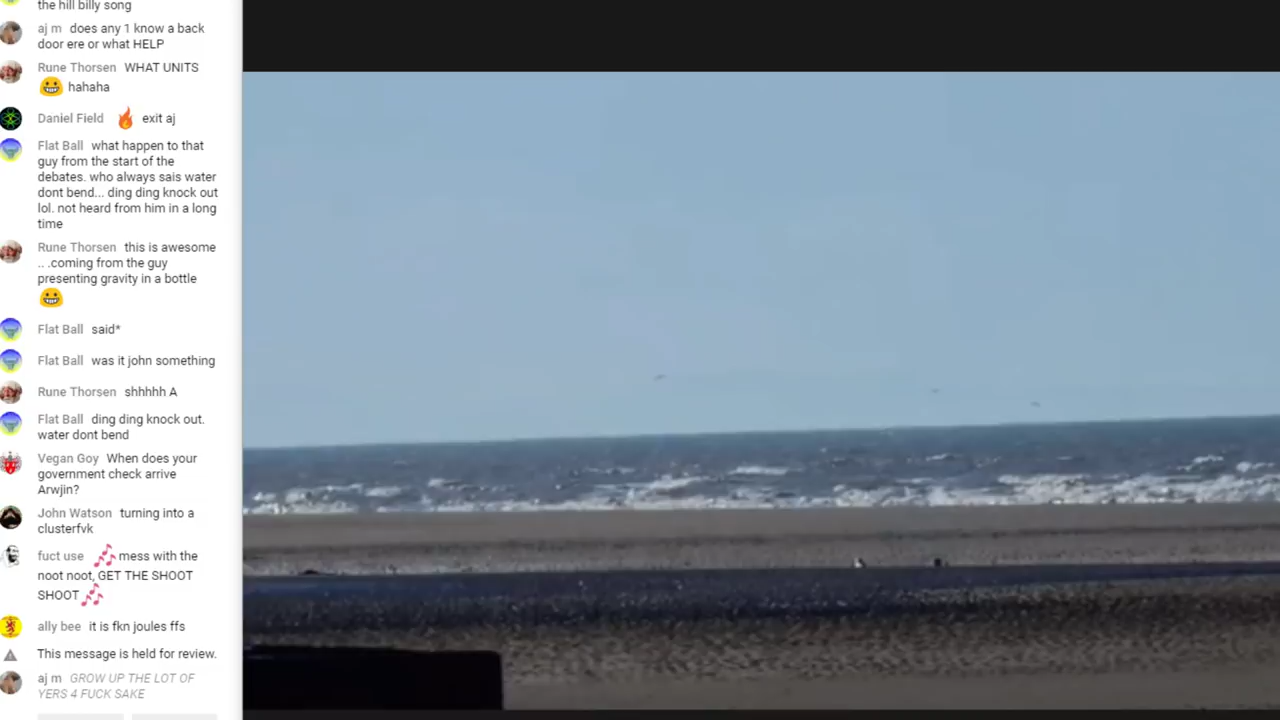 the hill billy song
aj m does any 1 know a back
door ere or what HELP
Rune Thorsen WHAT UNITS
😀 hahaha
Daniel Field 🔥 exit aj
Flat Ball what happen to that
guy from the start of the
debates. who always sais water
dont bend... ding ding knock out
lol. not heard from him in a long
time
Rune Thorsen this is awesome
.. .coming from the guy
presenting gravity in a bottle
😀
Flat Ball said*
Flat Ball was it john something
Rune Thorsen shhhhh A
Flat Ball ding ding knock out.
water dont bend
Vegan Goy When does your
government check arrive
Arwjin?
John Watson turning into a
clusterfvk
fuct use 🎶 mess with the
noot noot, GET THE SHOOT
SHOOT 🎶
ally bee it is fkn joules ffs
This message is held for review.
aj m GROW UP THE LOT OF
YERS 4 FUCK SAKE